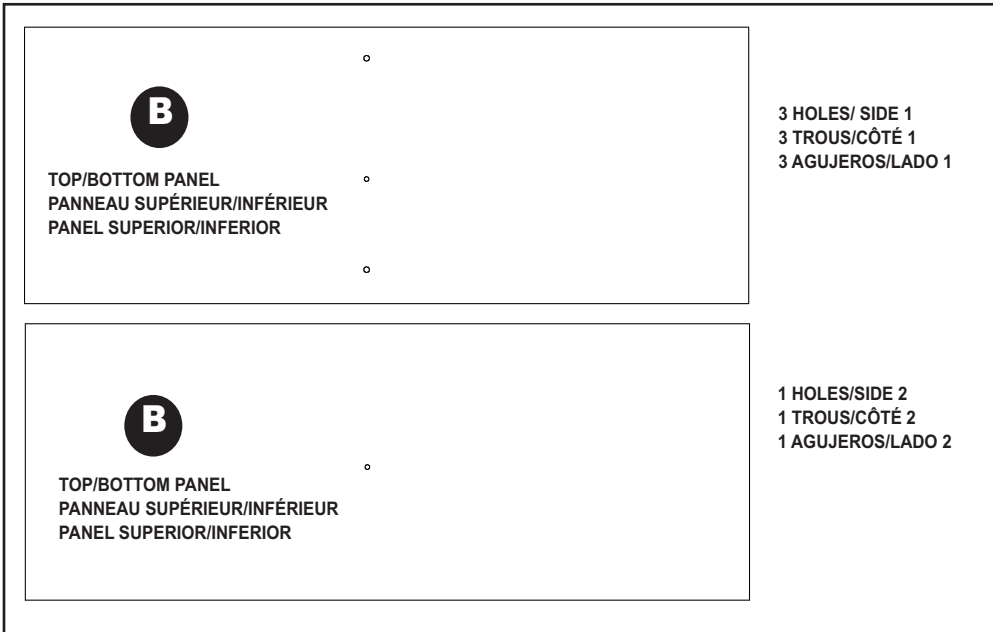 B
TOP/BOTTOM PANEL
PANNEAU SUPÉRIEUR/INFÉRIEUR
PANEL SUPERIOR/INFERIOR
3 HOLES/ SIDE 1
3 TROUS/CÔTÉ 1
3 AGUJEROS/LADO 1
B
TOP/BOTTOM PANEL
PANNEAU SUPÉRIEUR/INFÉRIEUR
PANEL SUPERIOR/INFERIOR
1 HOLES/SIDE 2
1 TROUS/CÔTÉ 2
1 AGUJEROS/LADO 2